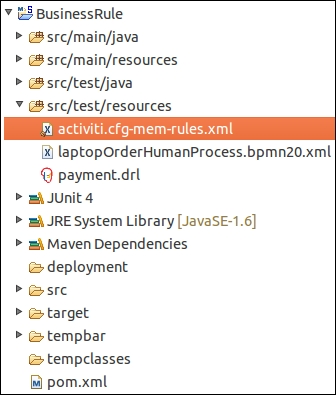 BusinessRule
src/main/java
src/main/resources
src/test/java
src/test/resources
activiti.cfg-mem-rules.xml
laptopOrderHumanProcess.bpmn20.xml
payment.drl
JUnit 4
JRE System Library [JavaSE-1.6]
Maven Dependencies
deployment
src
target
tempbar
tempclasses
pom.xml